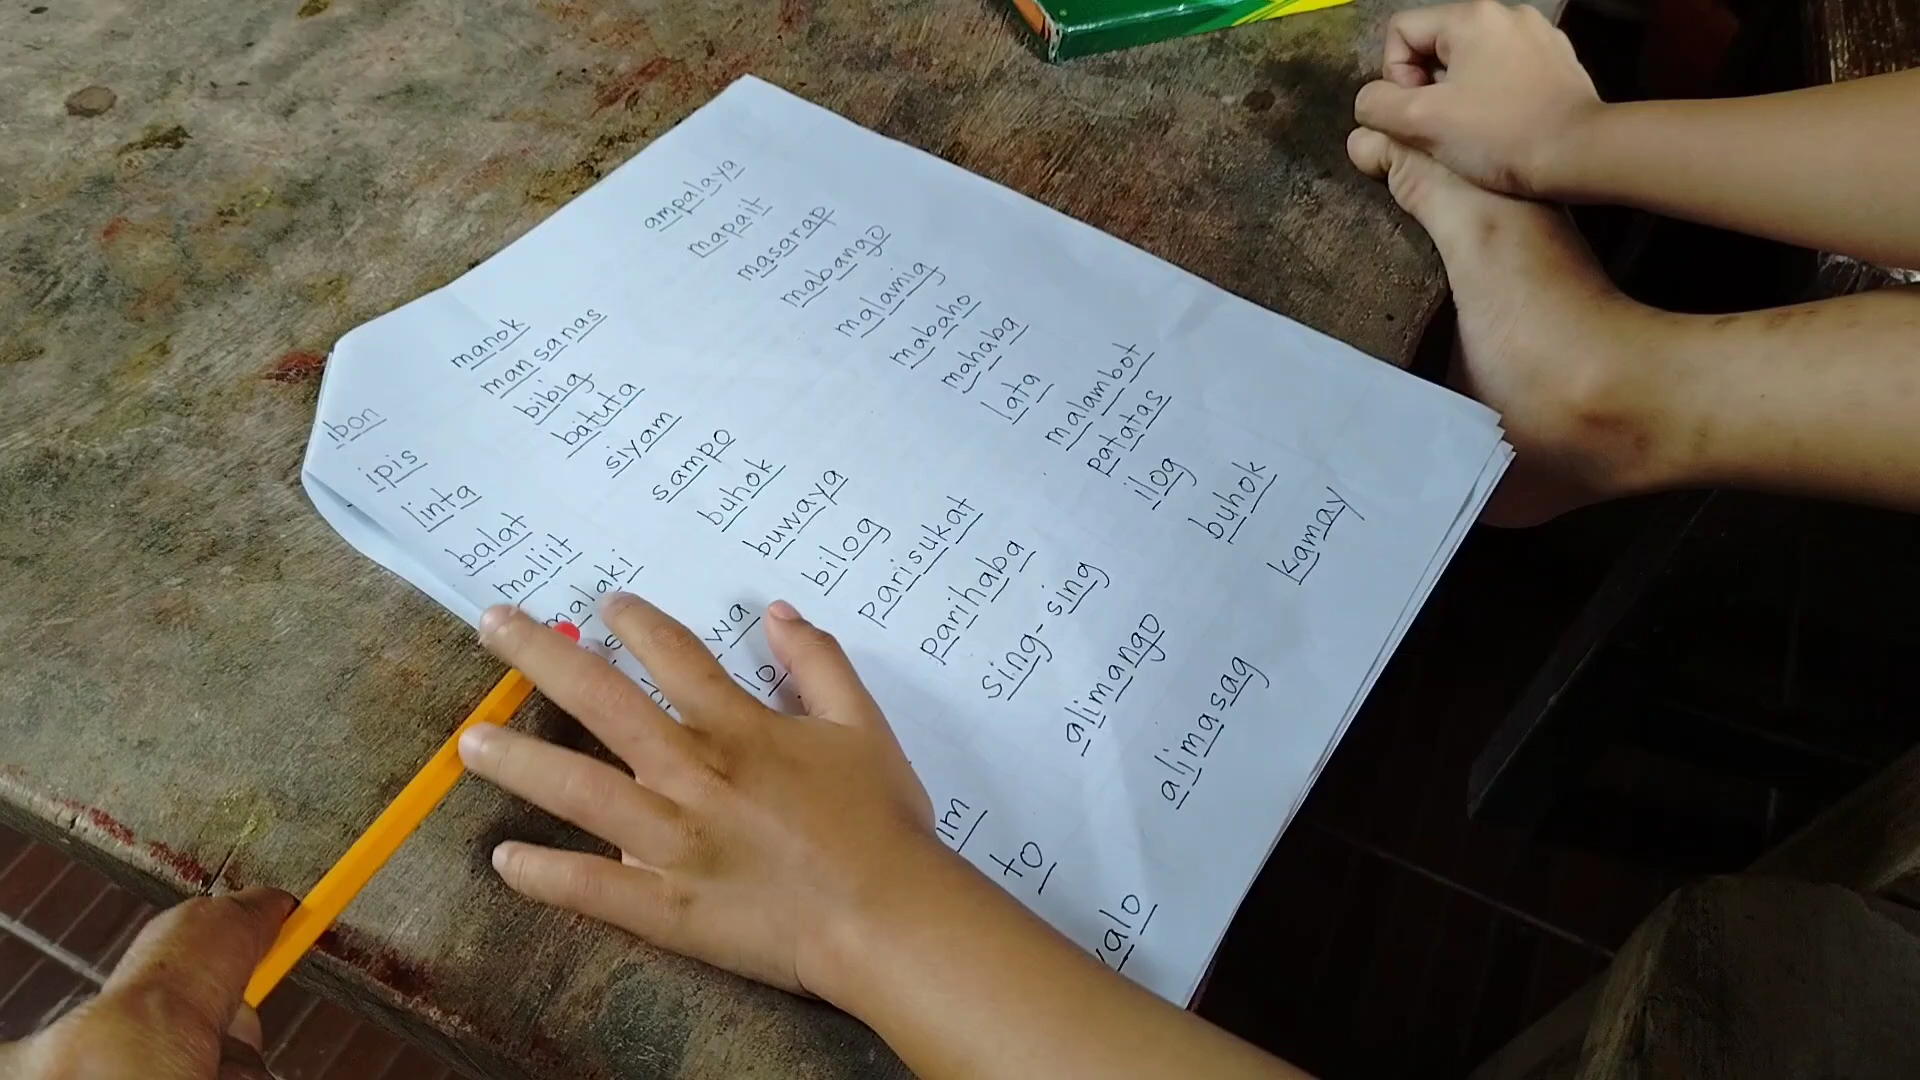 ibon
ipis
linta
balat
maliit
malaki
manok
mansanas
bibig
batuta
siyam
sampo
buhok
buwaya
bilog
parisukat
parihaba
sing-sing
alimango
alimasag
ampalaya
mapait
masarap
mabango
malamig
mabaho
mahaba
lata
malambot
patatas
ilog
buhok
kamay